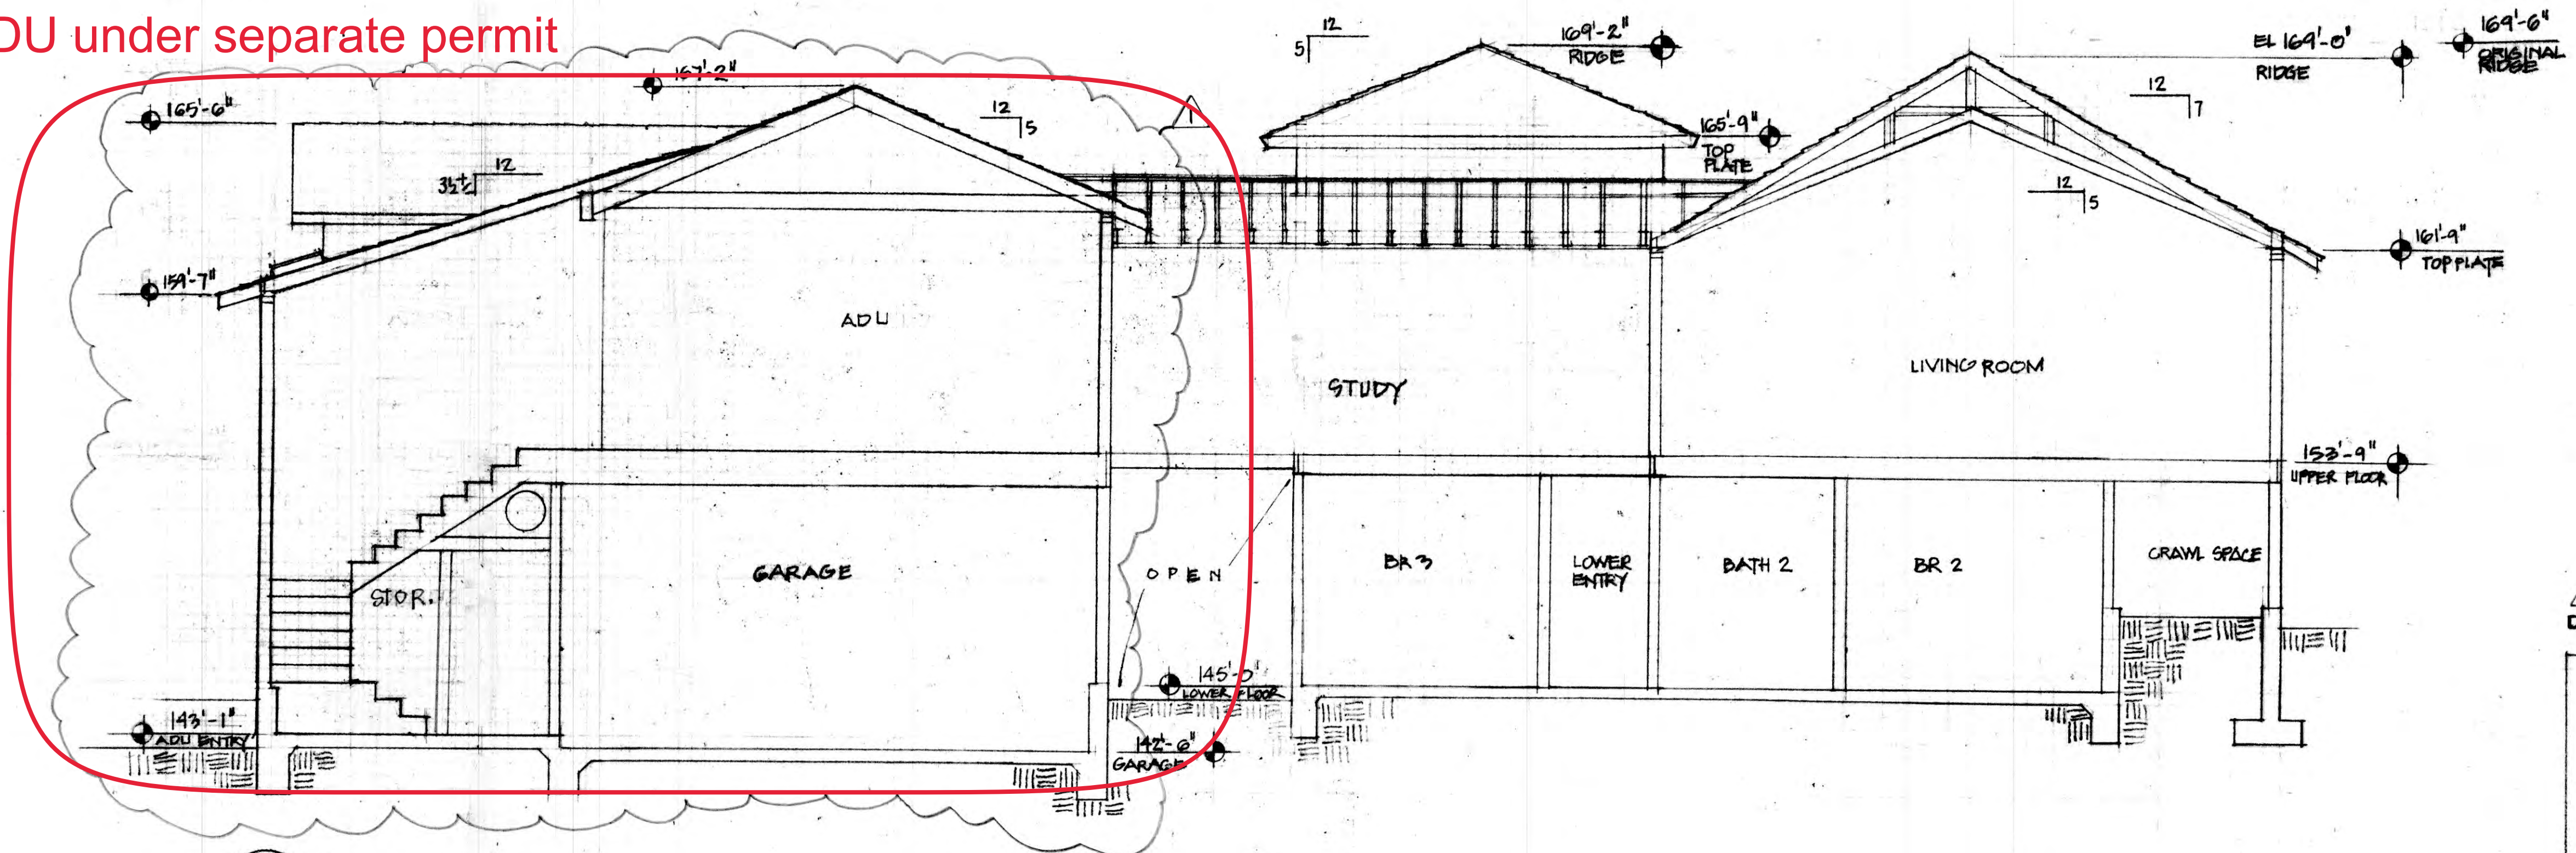 DU under separate permit
165'-6"
167'-2"
12
5
12
5
169'-2"
RIDGE
EL 169'-0"
RIDGE
169'-6"
ORIGINAL
RIDGE
12
7
1
165'-9"
TOP
PLATE
12
3½±
12
5
159'-7"
161'-9"
TOP PLATE
ADU
STUDY
LIVING ROOM
153'-9"
UPPER FLOOR
STOR.
GARAGE
OPEN
BR 3
LOWER
ENTRY
BATH 2
BR 2
CRAWL SPACE
145'-0"
LOWER FLOOR
143'-1"
ADU ENTRY
142'-6"
GARAGE